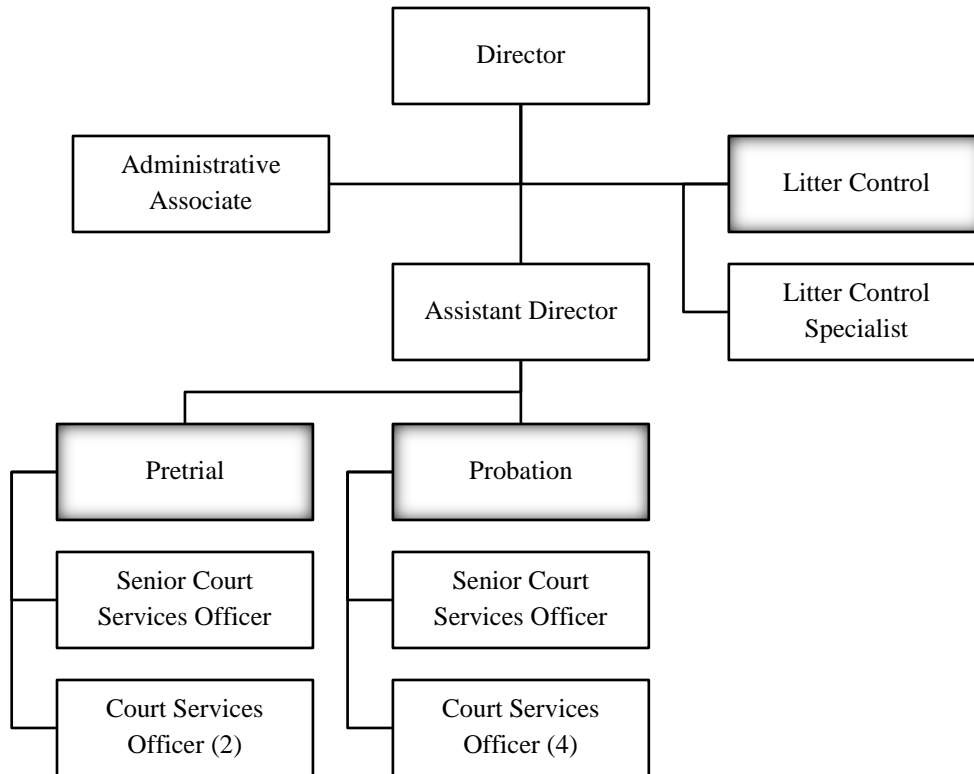 Director
Administrative
Associate
Litter Control
Assistant Director
Litter Control
Specialist
Pretrial
Probation
Senior Court
Services Officer
Senior Court
Services Officer
Court Services
Officer (2)
Court Services
Officer (4)